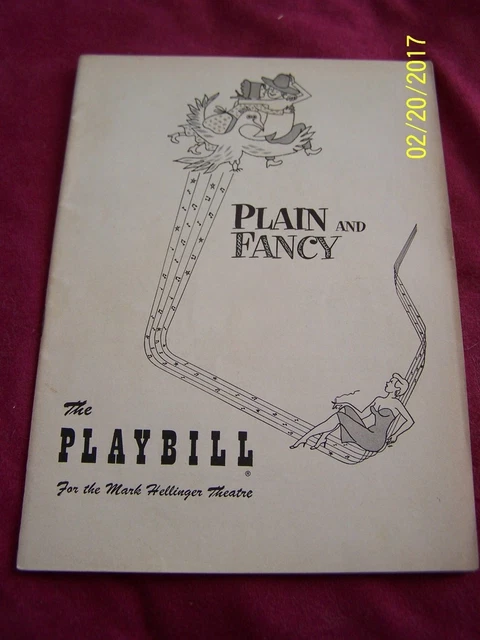 02/20/2017
PLAIN AND
FANCY
The
PLAYBILL
®
For the Mark Hellinger Theatre